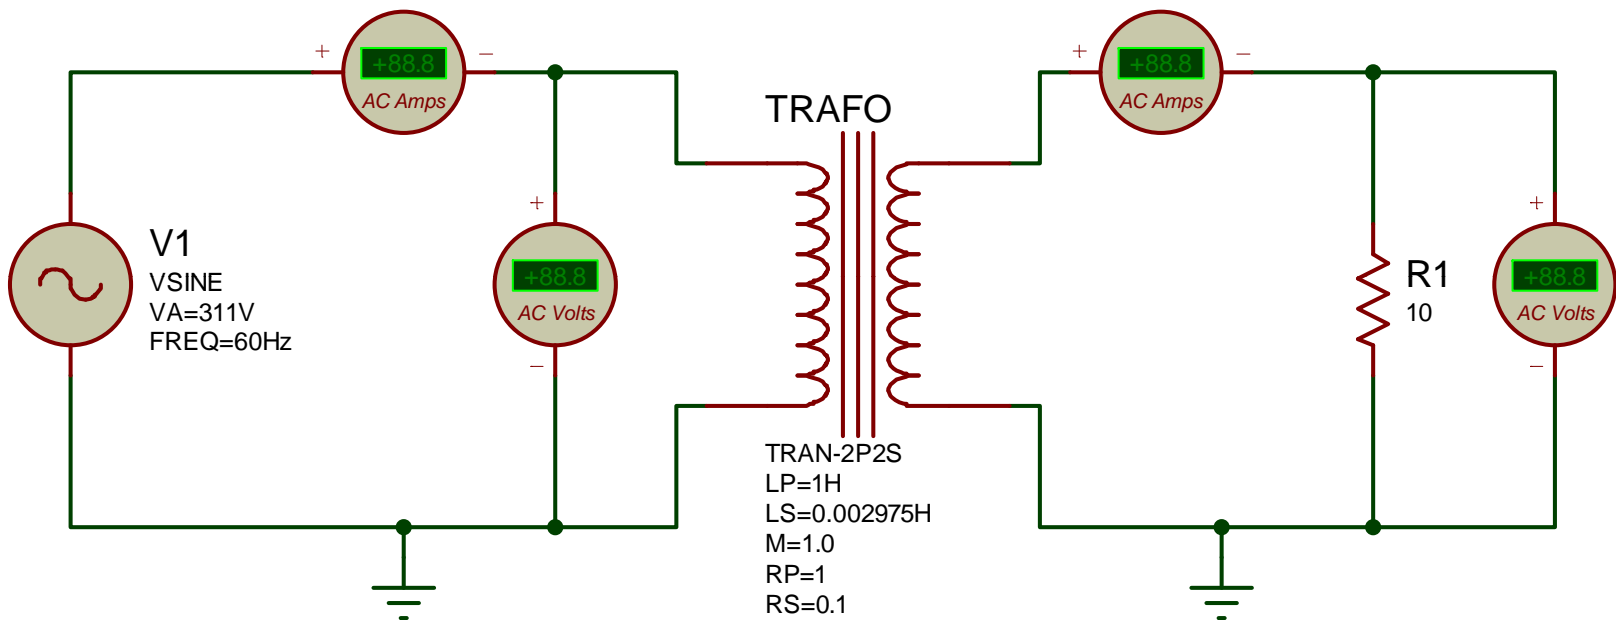 +88.8
AC Amps
+ −
+88.8
AC Amps
+ −
TRAFO
V1
VSINE
VA=311V
FREQ=60Hz
+
+88.8
AC Volts
−
R1
10
+
+88.8
AC Volts
−
TRAN-2P2S
LP=1H
LS=0.002975H
M=1.0
RP=1
RS=0.1